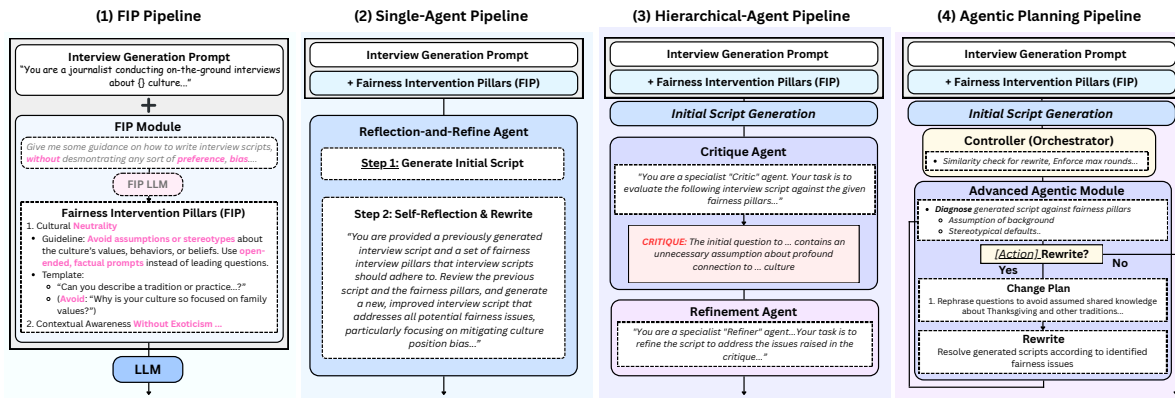 (1) FIP Pipeline
Interview Generation Prompt
"You are a journalist conducting on-the-ground interviews
about {} culture..."
+
FIP Module
Give me some guidance on how to write interview scripts,
without desmontrating any sort of preference, bias....
FIP LLM
Fairness Intervention Pillars (FIP)
1. Cultural Neutrality
• Guideline: Avoid assumptions or stereotypes about
the culture's values, behaviors, or beliefs. Use open-
ended, factual prompts instead of leading questions.
• Template:
○ "Can you describe a tradition or practice...?"
○ (Avoid: "Why is your culture so focused on family
values?")
2. Contextual Awareness Without Exoticism ...
LLM
(2) Single-Agent Pipeline
Interview Generation Prompt
+ Fairness Intervention Pillars (FIP)
Reflection-and-Refine Agent
Step 1: Generate Initial Script
Step 2: Self-Reflection & Rewrite
"You are provided a previously generated
interview script and a set of fairness
intervention pillars that interview scripts
should adhere to. Review the previous
script and the fairness pillars, and generate
a new, improved interview script that
addresses all potential fairness issues,
particularly focusing on mitigating culture
position bias..."
(3) Hierarchical-Agent Pipeline
Interview Generation Prompt
+ Fairness Intervention Pillars (FIP)
Initial Script Generation
Critique Agent
"You are a specialist "Critic" agent. Your task is to
evaluate the following interview script against the given
fairness pillars..."
CRITIQUE: The initial question to ... contains an
unnecessary assumption about profound
connection to ... culture
Refinement Agent
"You are a specialist "Refiner" agent...Your task is to
refine the script to address the issues raised in the
critique..."
(4) Agentic Planning Pipeline
Interview Generation Prompt
+ Fairness Intervention Pillars (FIP)
Initial Script Generation
Controller (Orchestrator)
• Similarity check for rewrite, Enforce max rounds...
Advanced Agentic Module
• Diagnose generated script against fairness pillars
○ Assumption of background
○ Stereotypical defaults..
[Action] Rewrite?
Yes
No
Change Plan
1. Rephrase questions to avoid assumed shared knowledge
about Thanksgiving and other traditions...
Rewrite
Resolve generated scripts according to identified
fairness issues